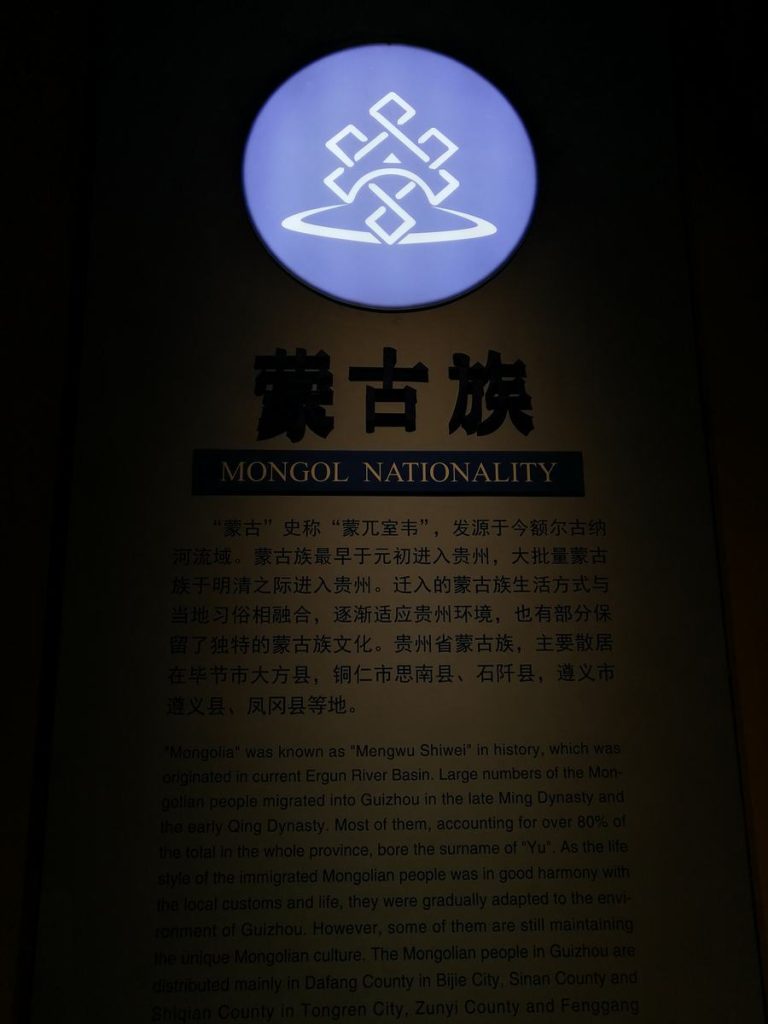 蒙古族
MONGOL NATIONALITY
“蒙古”史称“蒙兀室韦”，发源于今额尔古纳
河流域。蒙古族最早于元初进入贵州，大批量蒙古
族于明清之际进入贵州。迁入的蒙古族生活方式与
当地习俗相融合，逐渐适应贵州环境，也有部分保
留了独特的蒙古族文化。贵州省蒙古族，主要散居
在毕节市大方县，铜仁市思南县、石阡县，遵义市
遵义县、凤冈县等地。
"Mongolia" was known as "Mengwu Shiwei" in history, which was
originated in current Ergun River Basin. Large numbers of the Mon-
golian people migrated into Guizhou in the late Ming Dynasty and
the early Qing Dynasty. Most of them, accounting for over 80% of
the total in the whole province, bore the surname of "Yu". As the life
style of the immigrated Mongolian people was in good harmony with
the local customs and life, they were gradually adapted to the envi-
ronment of Guizhou. However, some of them are still maintaining
the unique Mongolian culture. The Mongolian people in Guizhou are
distributed mainly in Dafang County in Bijie City, Sinan County and
Shiqian County in Tongren City, Zunyi County and Fenggang